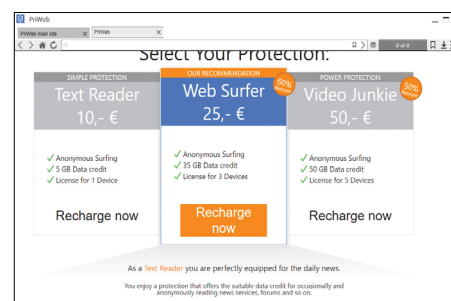 PriWeb
PriWeb main site
PriWeb
0 of 0
Select Your Protection:
SIMPLE PROTECTION
Text Reader
10,- €
Anonymous Surfing
5 GB Data credit
License for 1 Device
Recharge now
OUR RECOMMENDATION
60%
discount
Web Surfer
25,- €
Anonymous Surfing
35 GB Data credit
License for 3 Devices
Recharge
now
POWER PROTECTION
50%
discount
Video Junkie
50,- €
Anonymous Surfing
50 GB Data credit
License for 5 Devices
Recharge now
As a Text Reader you are perfectly equipped for the daily news.
You enjoy a protection that offers the suitable data credit for occasionally and
anonymously reading news services, forums and so on.